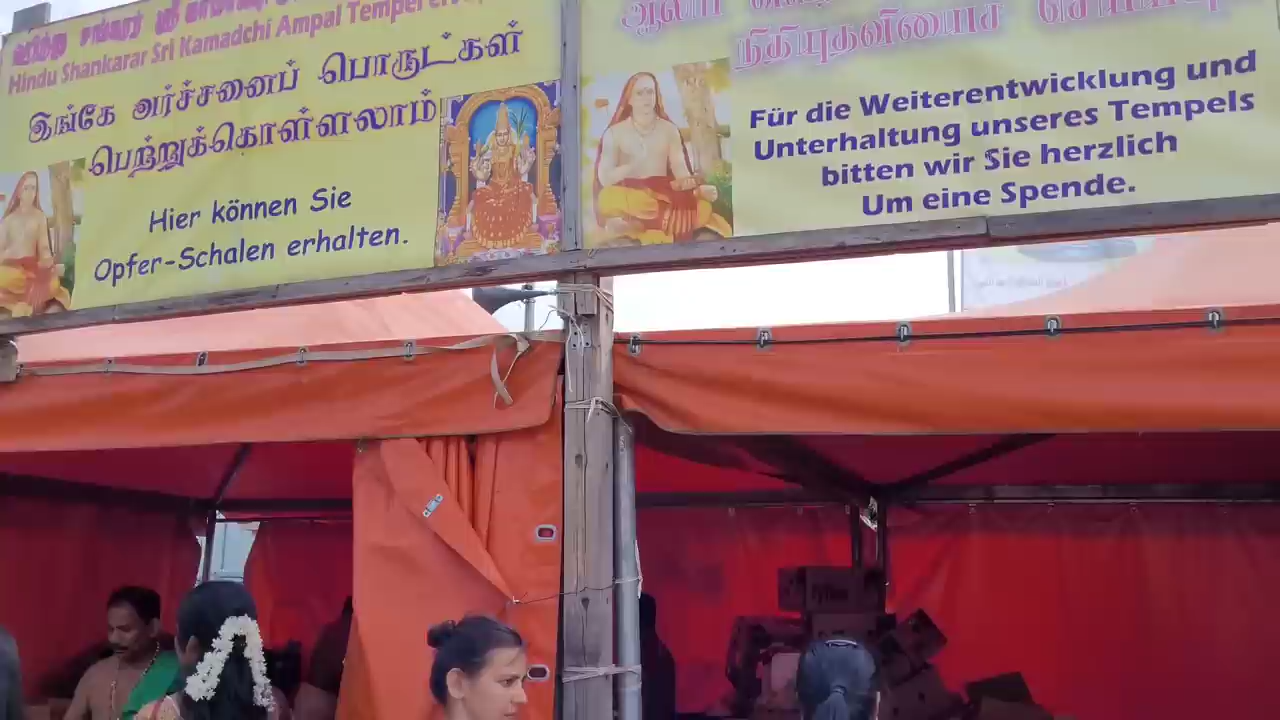 Hindu Shankarar Sri Kamadchi Ampal Tempel
இங்கே அர்ச்சனைப் பொருட்கள்
பெற்றுக்கொள்ளலாம்
Hier können Sie
Opfer-Schalen erhalten.
Für die Weiterentwicklung und
Unterhaltung unseres Tempels
bitten wir Sie herzlich
Um eine Spende.